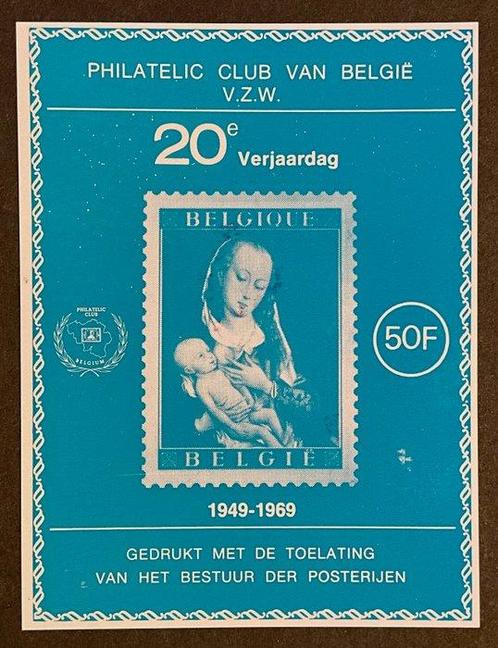 PHILATELIC CLUB VAN BELGIË
V.Z.W.
20e Verjaardag
BELGIQUE
PHILATELIC
CLUB
BELGIUM
50F
BELGIË
1949-1969
GEDRUKT MET DE TOELATING
VAN HET BESTUUR DER POSTERIJEN